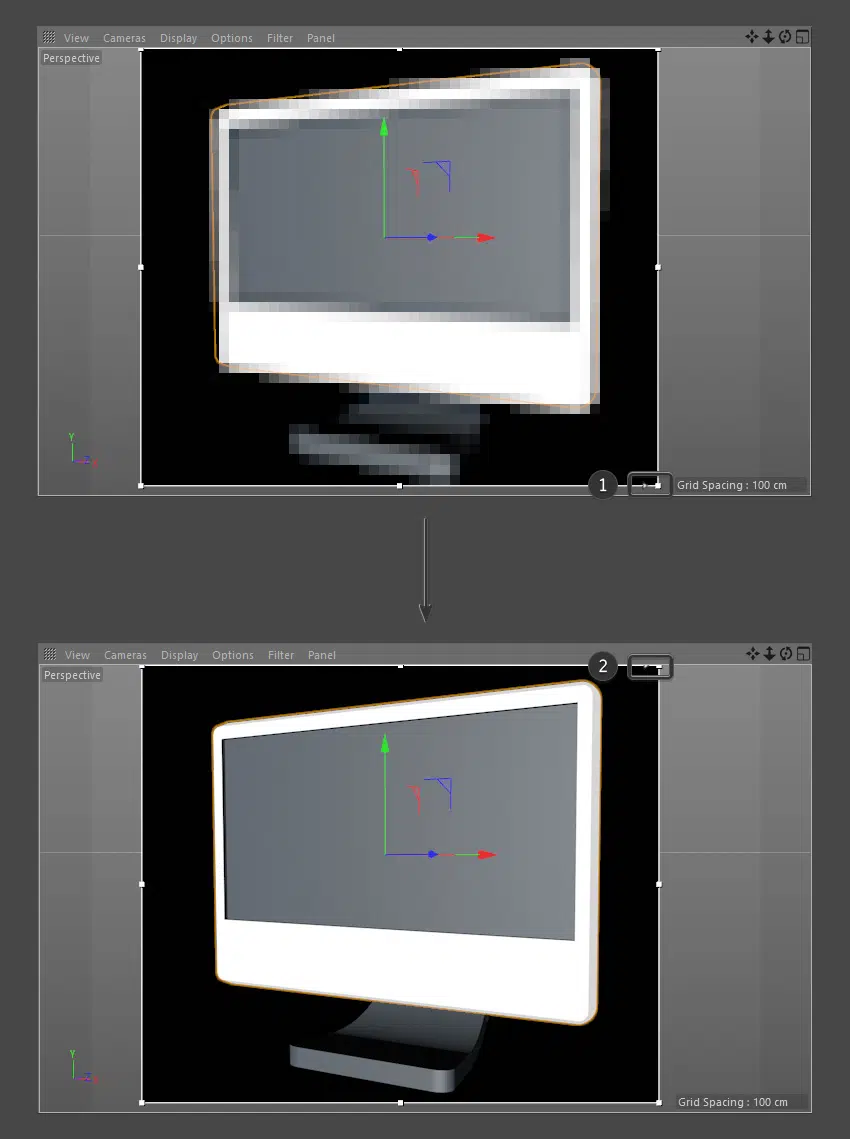 View Cameras Display Options Filter Panel
Perspective
Y
1 Grid Spacing : 100 cm
View Cameras Display Options Filter Panel
2
Perspective
Y
Grid Spacing : 100 cm